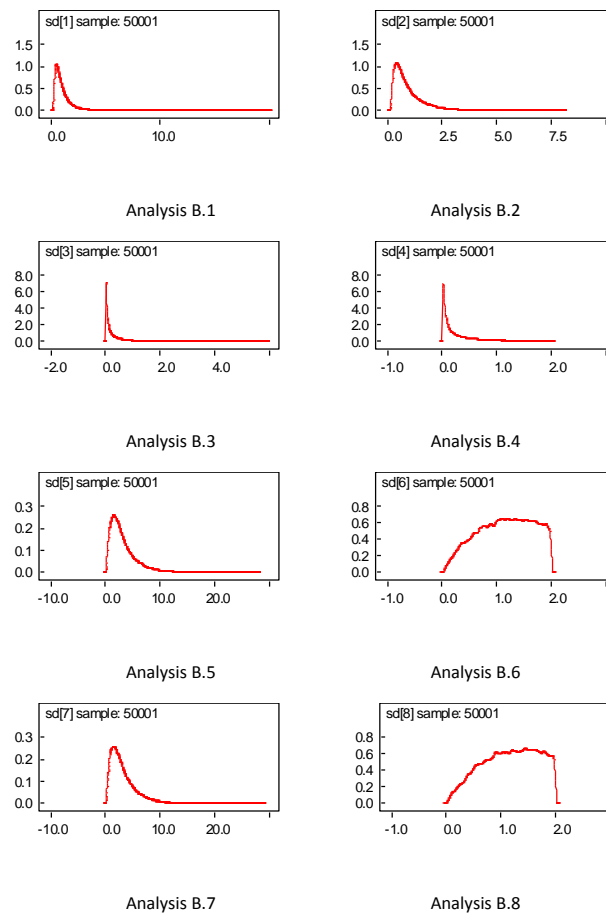 sd[1] sample: 50001
1.5
1.0
0.5
0.0
0.0 10.0
Analysis B.1
sd[2] sample: 50001
1.5
1.0
0.5
0.0
0.0 2.5 5.0 7.5
Analysis B.2
sd[3] sample: 50001
8.0
6.0
4.0
2.0
0.0
-2.0 0.0 2.0 4.0
Analysis B.3
sd[4] sample: 50001
8.0
6.0
4.0
2.0
0.0
-1.0 0.0 1.0 2.0
Analysis B.4
sd[5] sample: 50001
0.3
0.2
0.1
0.0
-10.0 0.0 10.0 20.0
Analysis B.5
sd[6] sample: 50001
0.8
0.6
0.4
0.2
0.0
-1.0 0.0 1.0 2.0
Analysis B.6
sd[7] sample: 50001
0.3
0.2
0.1
0.0
-10.0 0.0 10.0 20.0
Analysis B.7
sd[8] sample: 50001
0.8
0.6
0.4
0.2
0.0
-1.0 0.0 1.0 2.0
Analysis B.8